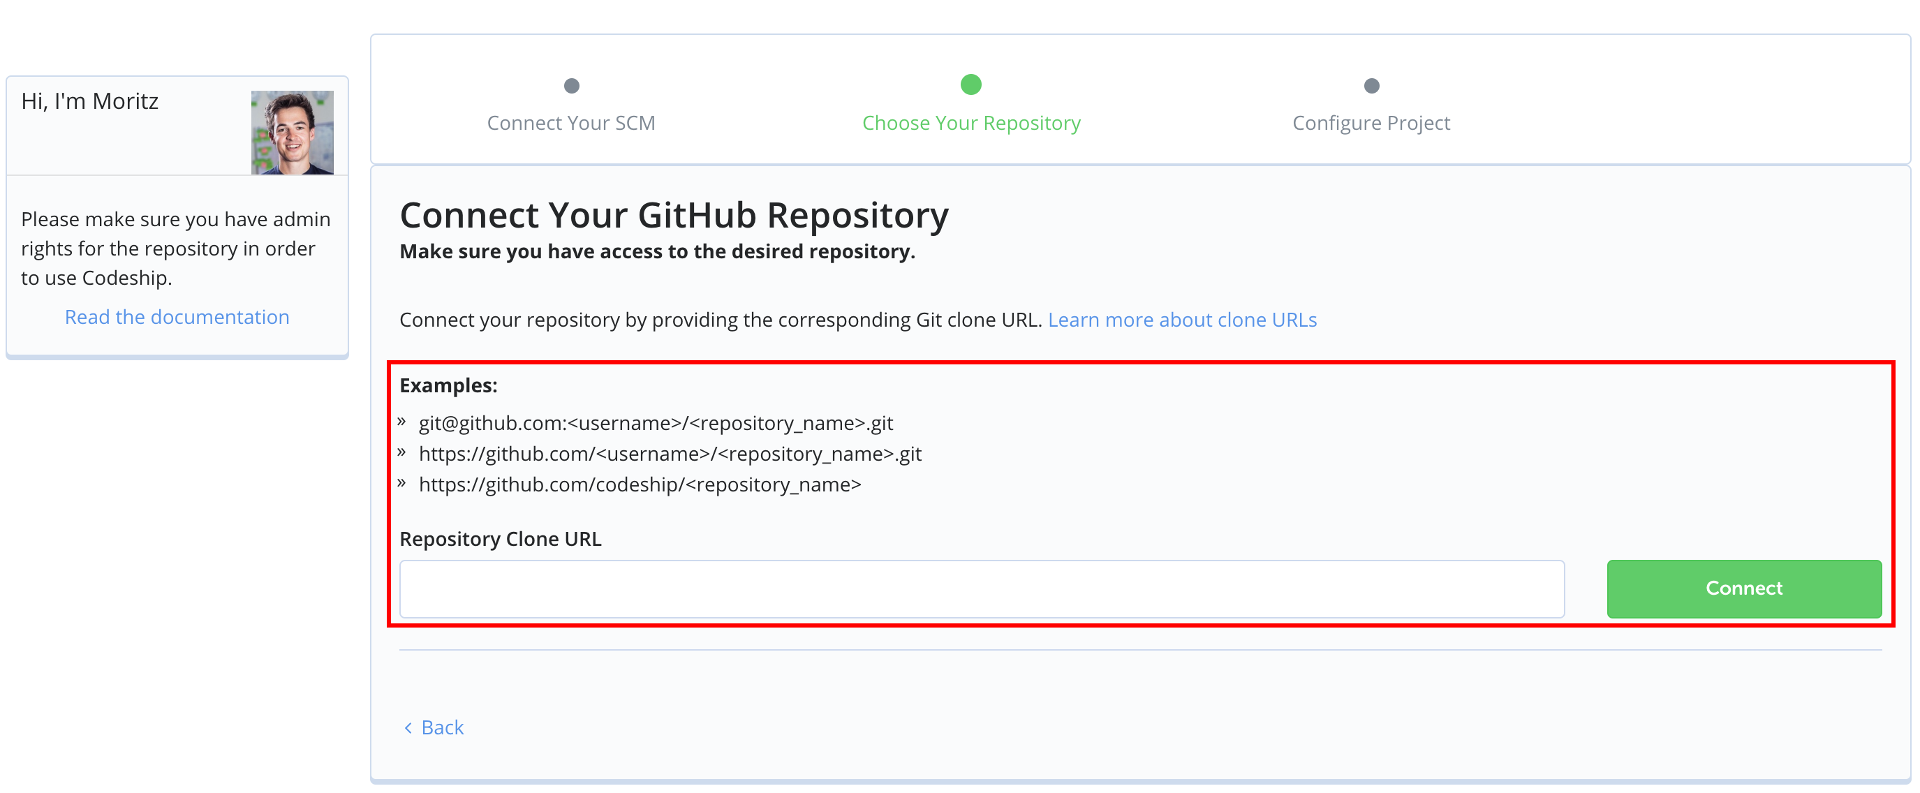 Hi, I'm Moritz
Please make sure you have admin
rights for the repository in order
to use Codeship.
Read the documentation
Connect Your SCM
Choose Your Repository
Configure Project
Connect Your GitHub Repository
Make sure you have access to the desired repository.
Connect your repository by providing the corresponding Git clone URL. Learn more about clone URLs
Examples:
» git@github.com:<username>/<repository_name>.git
» https://github.com/<username>/<repository_name>.git
» https://github.com/codeship/<repository_name>
Repository Clone URL
Connect
‹ Back